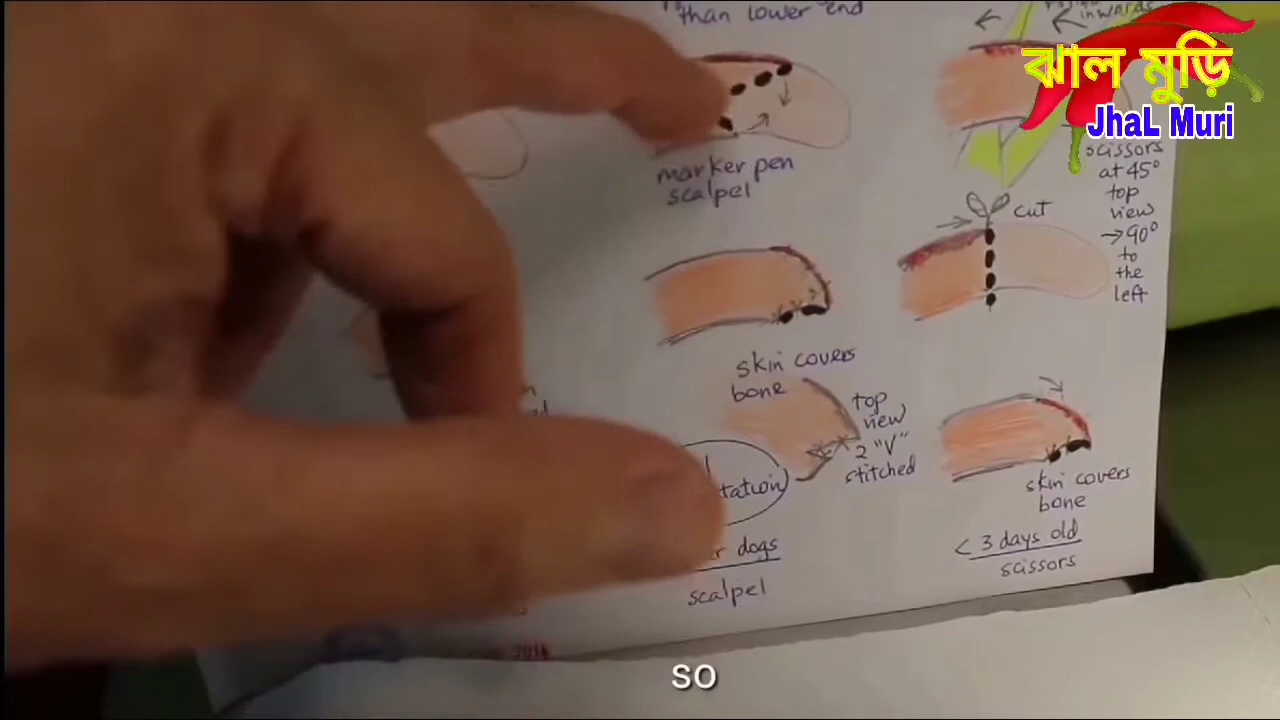 than lower end
inwards
ঝাল মুড়ি
JhaL Muri
marker pen
scalpel
scissors
at 45°
top
view
→90°
to
the
left
cut
skin covers
bone
top
view
2 "V"
stitched
skin covers
bone
dogs
scalpel
< 3 days old
scissors
so